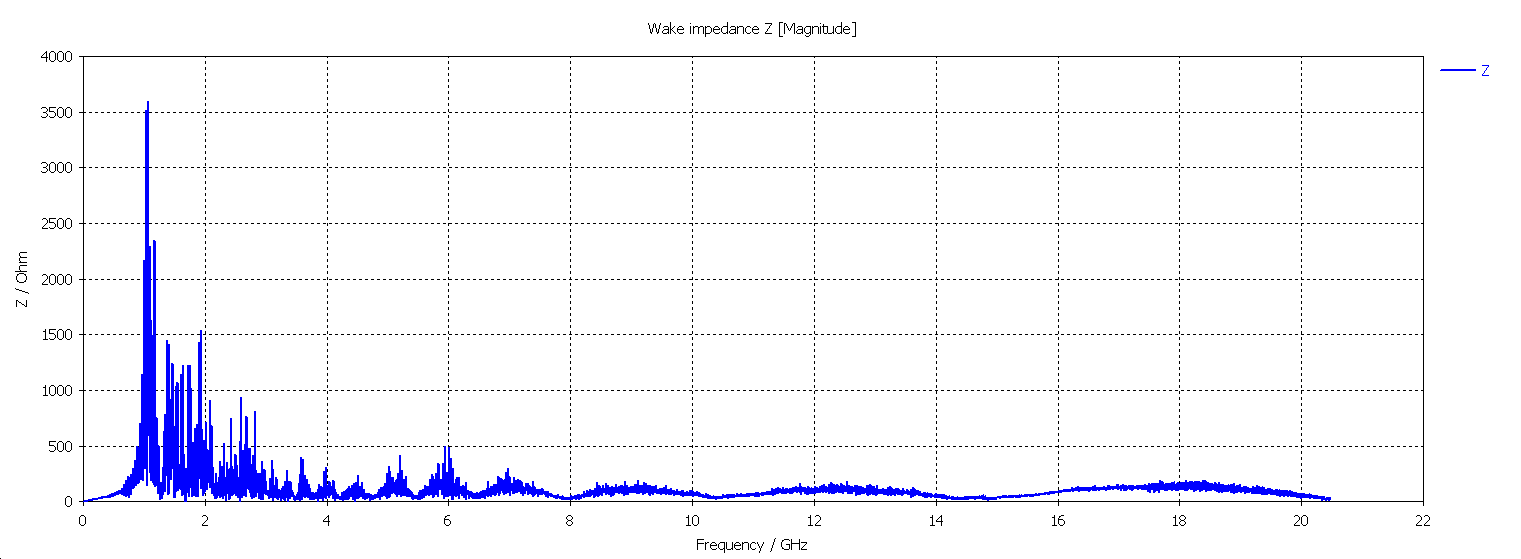 Wake impedance Z [Magnitude]
Z
4000
3500
3000
2500
2000
1500
1000
500
0
Z / Ohm
0 2 4 6 8 10 12 14 16 18 20 22
Frequency / GHz